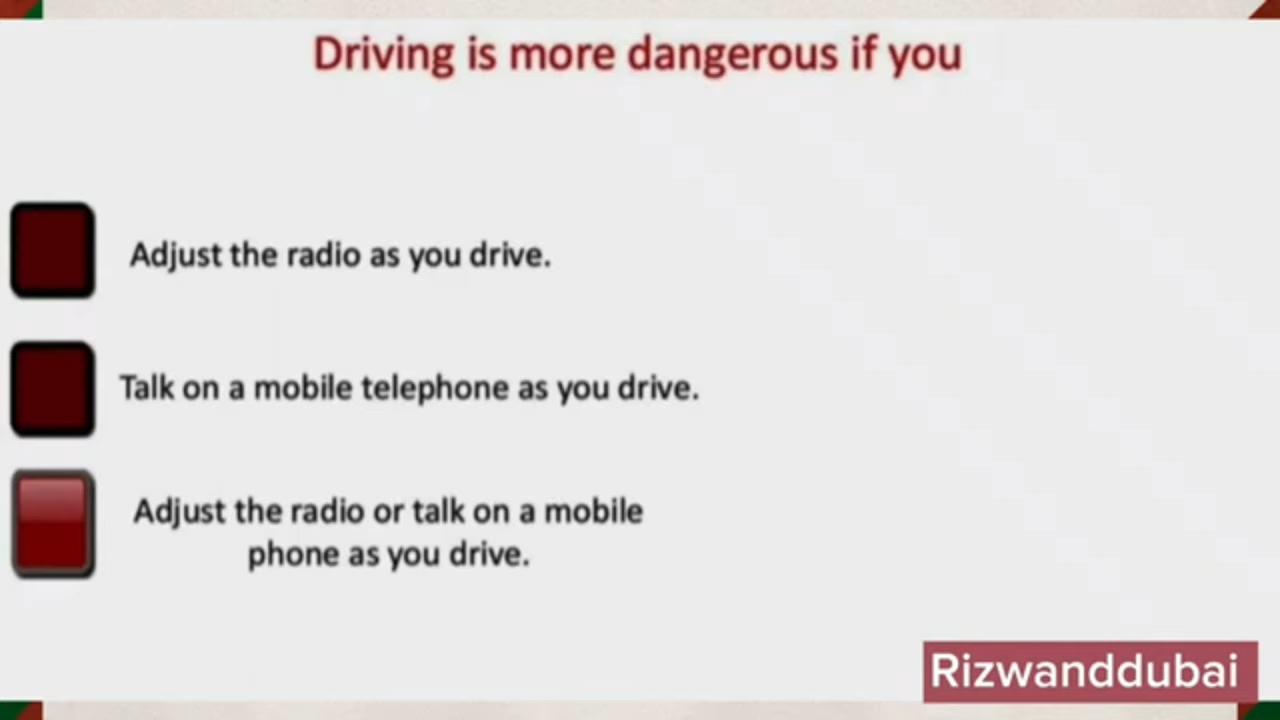 Driving is more dangerous if you
Adjust the radio as you drive.
Talk on a mobile telephone as you drive.
Adjust the radio or talk on a mobile
phone as you drive.
Rizwanddubai